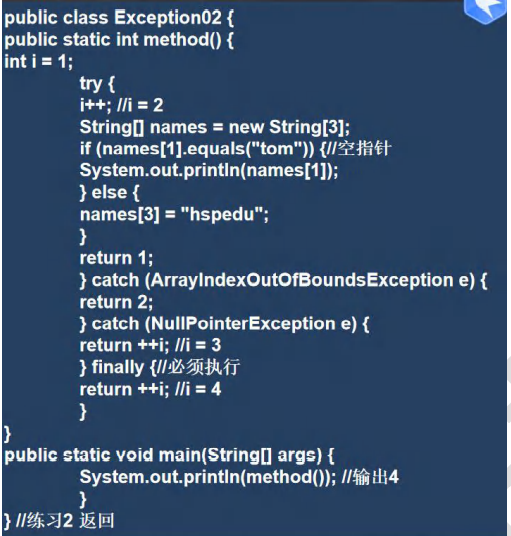 public class Exception02 {
public static int method() {
int i = 1;
try {
i++; //i = 2
String[] names = new String[3];
if (names[1].equals("tom")) {//空指针
System.out.println(names[1]);
} else {
names[3] = "hspedu";
}
return 1;
} catch (ArrayIndexOutOfBoundsException e) {
return 2;
} catch (NullPointerException e) {
return ++i; //i = 3
} finally {//必须执行
return ++i; //i = 4
}
}
public static void main(String[] args) {
System.out.println(method()); //输出4
}
} //练习2 返回